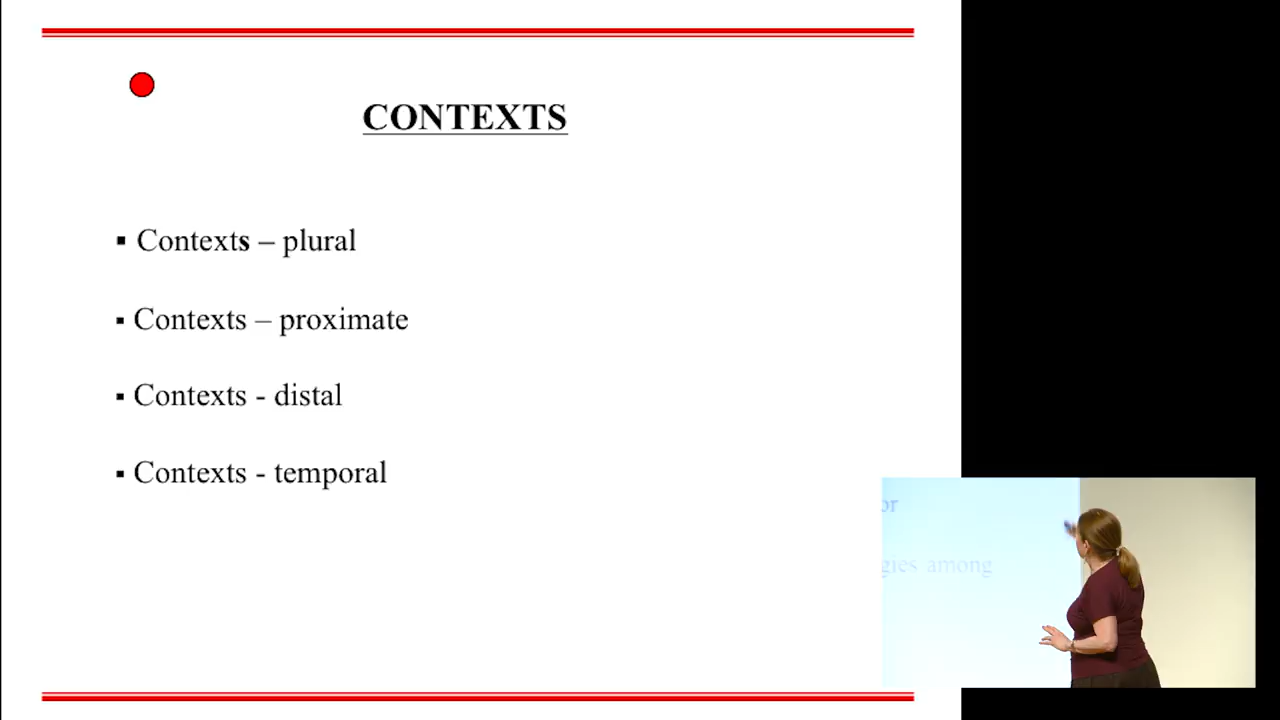 CONTEXTS
▪ Contexts – plural
▪ Contexts – proximate
▪ Contexts - distal
▪ Contexts - temporal
or
gies among